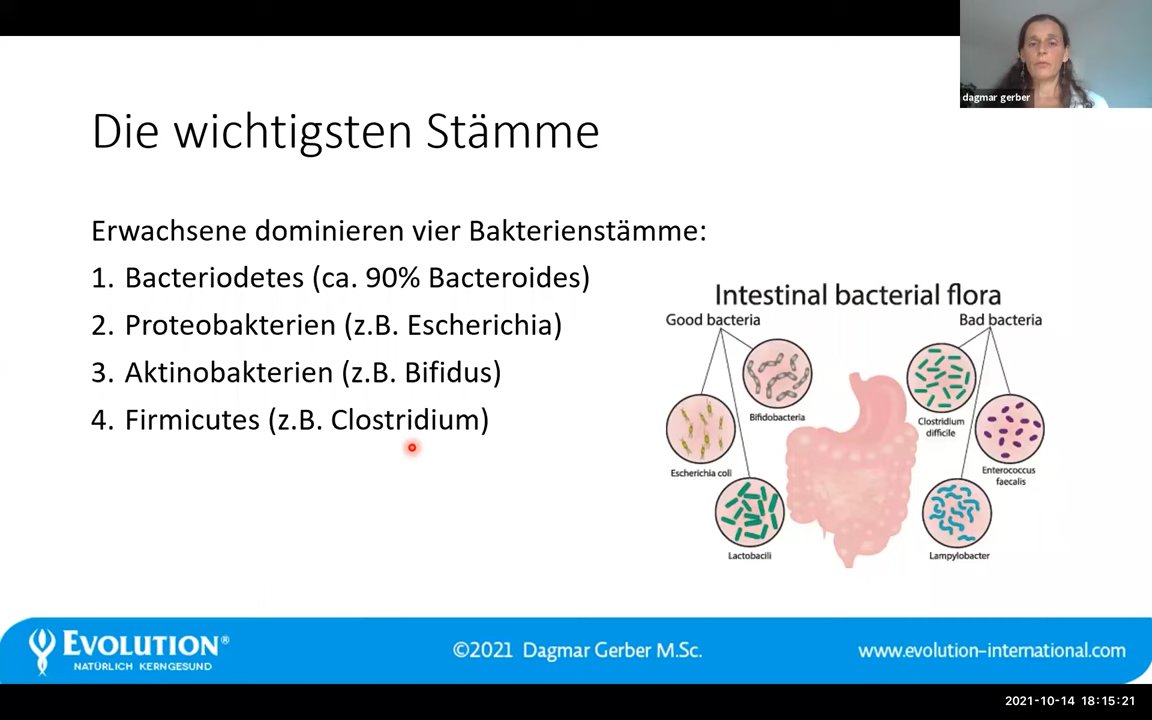 dagmar gerber
Die wichtigsten Stämme
Erwachsene dominieren vier Bakterienstämme:
1. Bacteriodetes (ca. 90% Bacteroides)
2. Proteobakterien (z.B. Escherichia)
3. Aktinobakterien (z.B. Bifidus)
4. Firmicutes (z.B. Clostridium)
Intestinal bacterial flora
Good bacteria
Bad bacteria
Bifidobacteria
Escherichia coll
Lactobacili
Clostridium
difficile
Enterococcus
faecalis
Lampylobacter
EVOLUTION®
NATÜRLICH KERNGESUND
©2021 Dagmar Gerber M.Sc.
www.evolution-international.com
2021-10-14 18:15:21